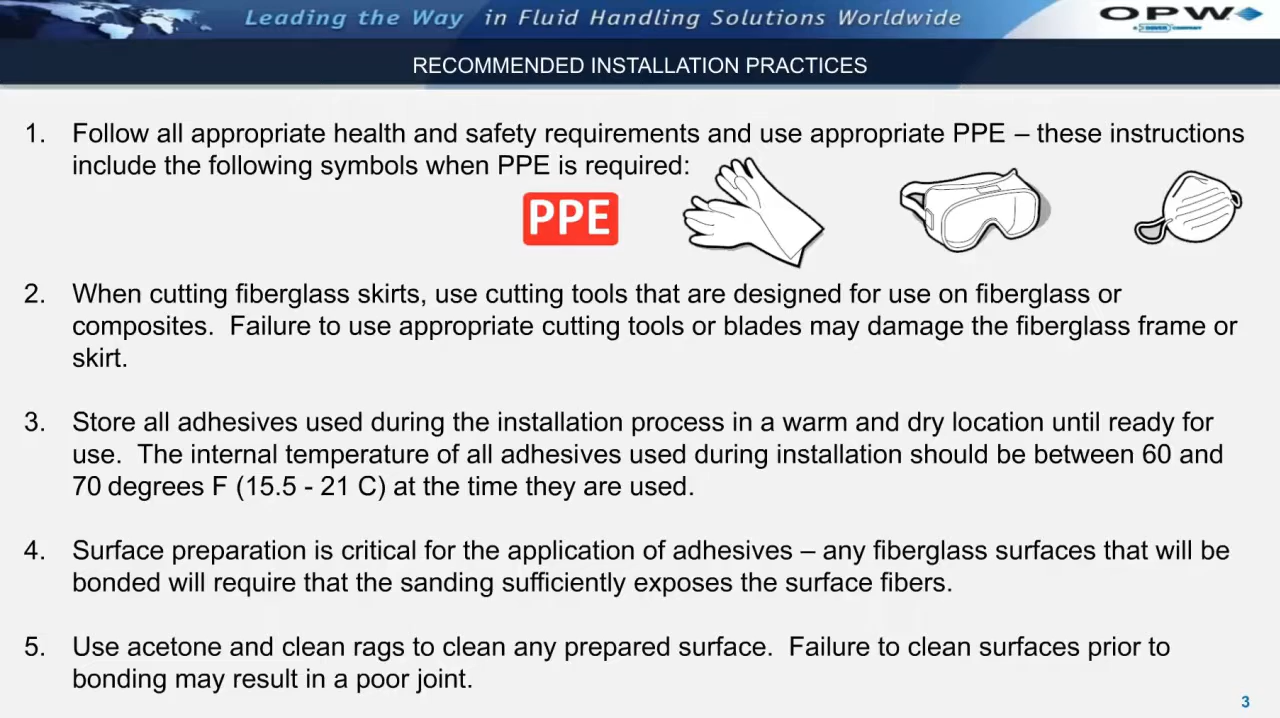 Leading the Way in Fluid Handling Solutions Worldwide
OPW
RECOMMENDED INSTALLATION PRACTICES
1. Follow all appropriate health and safety requirements and use appropriate PPE – these instructions
include the following symbols when PPE is required:
PPE
2. When cutting fiberglass skirts, use cutting tools that are designed for use on fiberglass or
composites.  Failure to use appropriate cutting tools or blades may damage the fiberglass frame or
skirt.
3. Store all adhesives used during the installation process in a warm and dry location until ready for
use.  The internal temperature of all adhesives used during installation should be between 60 and
70 degrees F (15.5 - 21 C) at the time they are used.
4. Surface preparation is critical for the application of adhesives – any fiberglass surfaces that will be
bonded will require that the sanding sufficiently exposes the surface fibers.
5. Use acetone and clean rags to clean any prepared surface.  Failure to clean surfaces prior to
bonding may result in a poor joint.
3